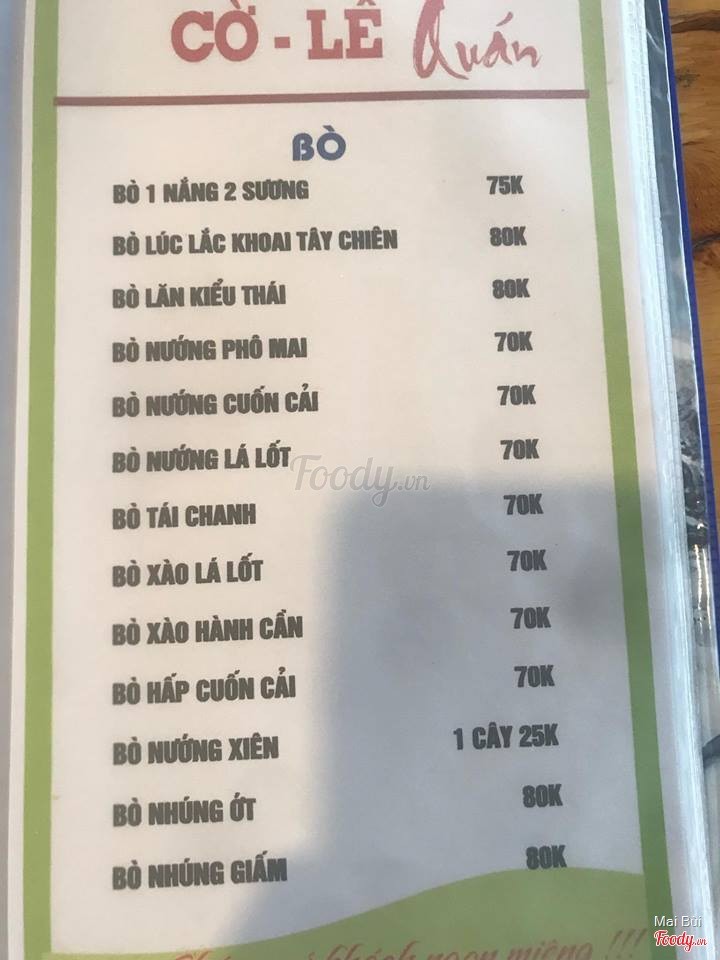 CỜ - LÊ Quán
BÒ
BÒ 1 NẮNG 2 SƯƠNG 75K
BÒ LÚC LẮC KHOAI TÂY CHIÊN 80K
BÒ LĂN KIỂU THÁI 80K
BÒ NƯỚNG PHÔ MAI 70K
BÒ NƯỚNG CUỐN CẢI 70K
BÒ NƯỚNG LÁ LỐT 70K
Foody.vn
BÒ TÁI CHANH 70K
BÒ XÀO LÁ LỐT 70K
BÒ XÀO HÀNH CẦN 70K
BÒ HẤP CUỐN CẢI 70K
BÒ NƯỚNG XIÊN 1 CÂY 25K
BÒ NHÚNG ỚT 80K
BÒ NHÚNG GIẤM 80K
Mai Bùi
Foody.vn
khách ngon miệng !!!